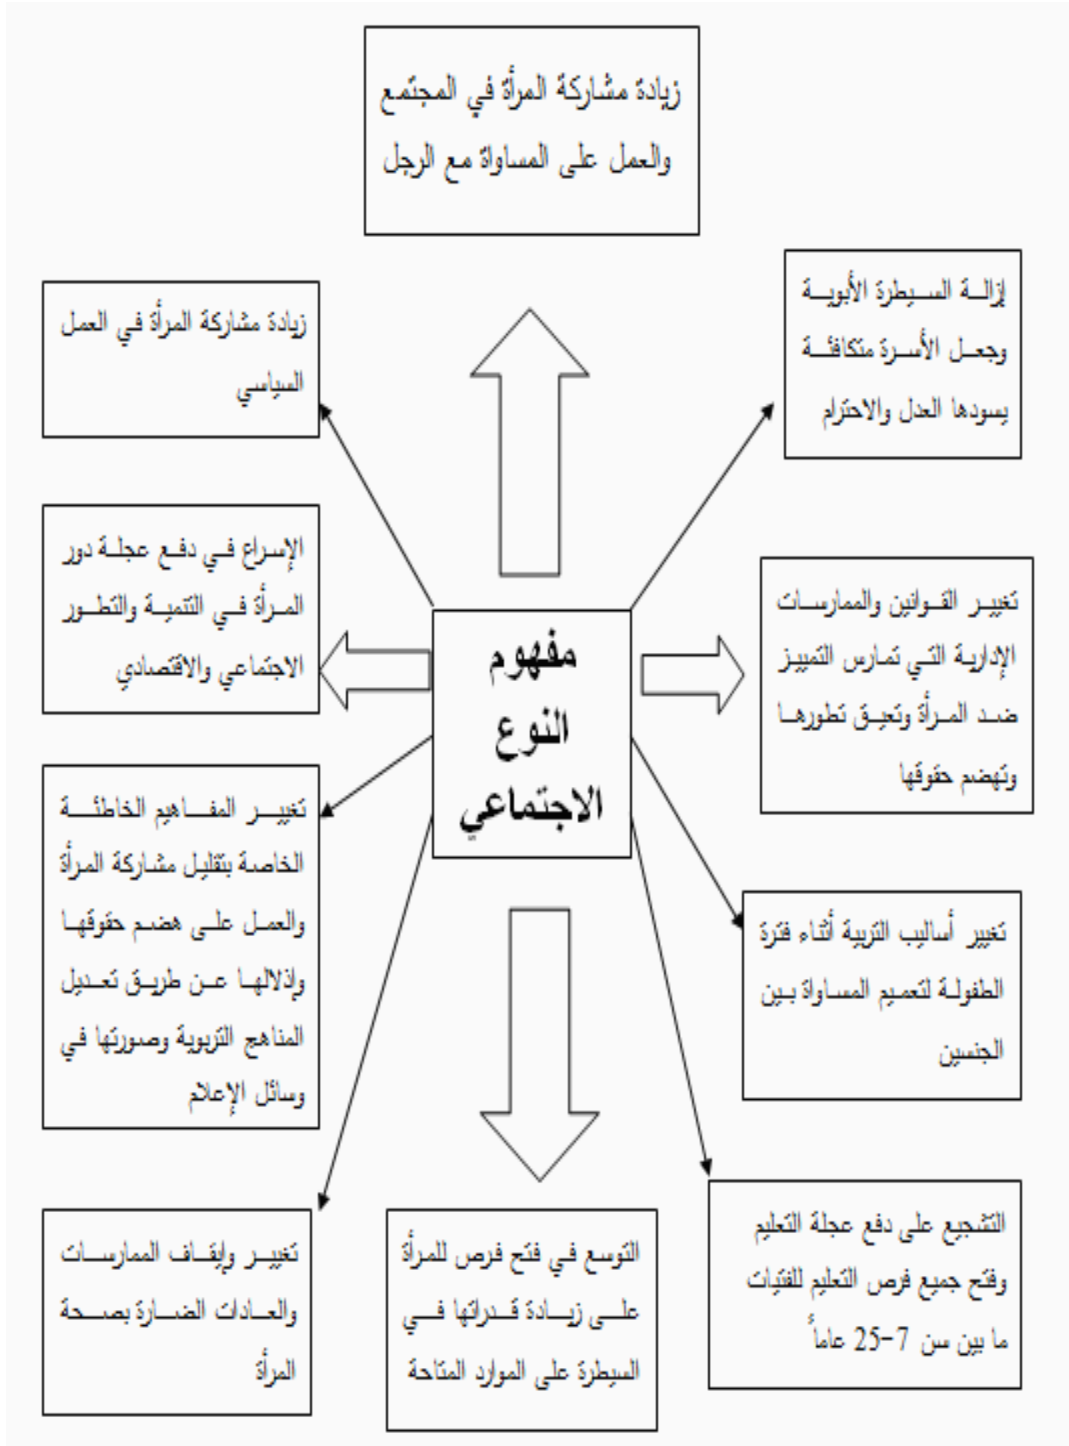 زيادة مشاركة المرأة في المجتمع
والعمل على المساواة مع الرجل
إزالة السيطرة الأبوية
وجعل الأسرة متكافئة
يسودها العدل والاحترام
زيادة مشاركة المرأة في العمل
السياسي
الإسراع في دفع عجلة دور
المرأة في التنمية والتطور
الاجتماعي والاقتصادي
مفهوم
النوع
الاجتماعي
تغيير القوانين والممارسات
الإدارية التي تمارس التمييز
ضد المرأة وتعيق تطورها
وتهضم حقوقها
تغيير المفاهيم الخاطئة
الخاصة بتقليل مشاركة المرأة
والعمل على هضم حقوقها
وإذلالها عن طريق تعديل
المناهج التربوية وصورتها في
وسائل الإعلام
تغيير أساليب التربية أثناء فترة
الطفولة لتعميم المساواة بين
الجنسين
التشجيع على دفع عجلة التعليم
وفتح جميع فرص التعليم للفتيات
ما بين سن 7-25 عاماً
التوسع في فتح فرص للمرأة
على زيادة قدراتها في
السيطرة على الموارد المتاحة
تغيير وإيقاف الممارسات
والعادات الضارة بصحة
المرأة